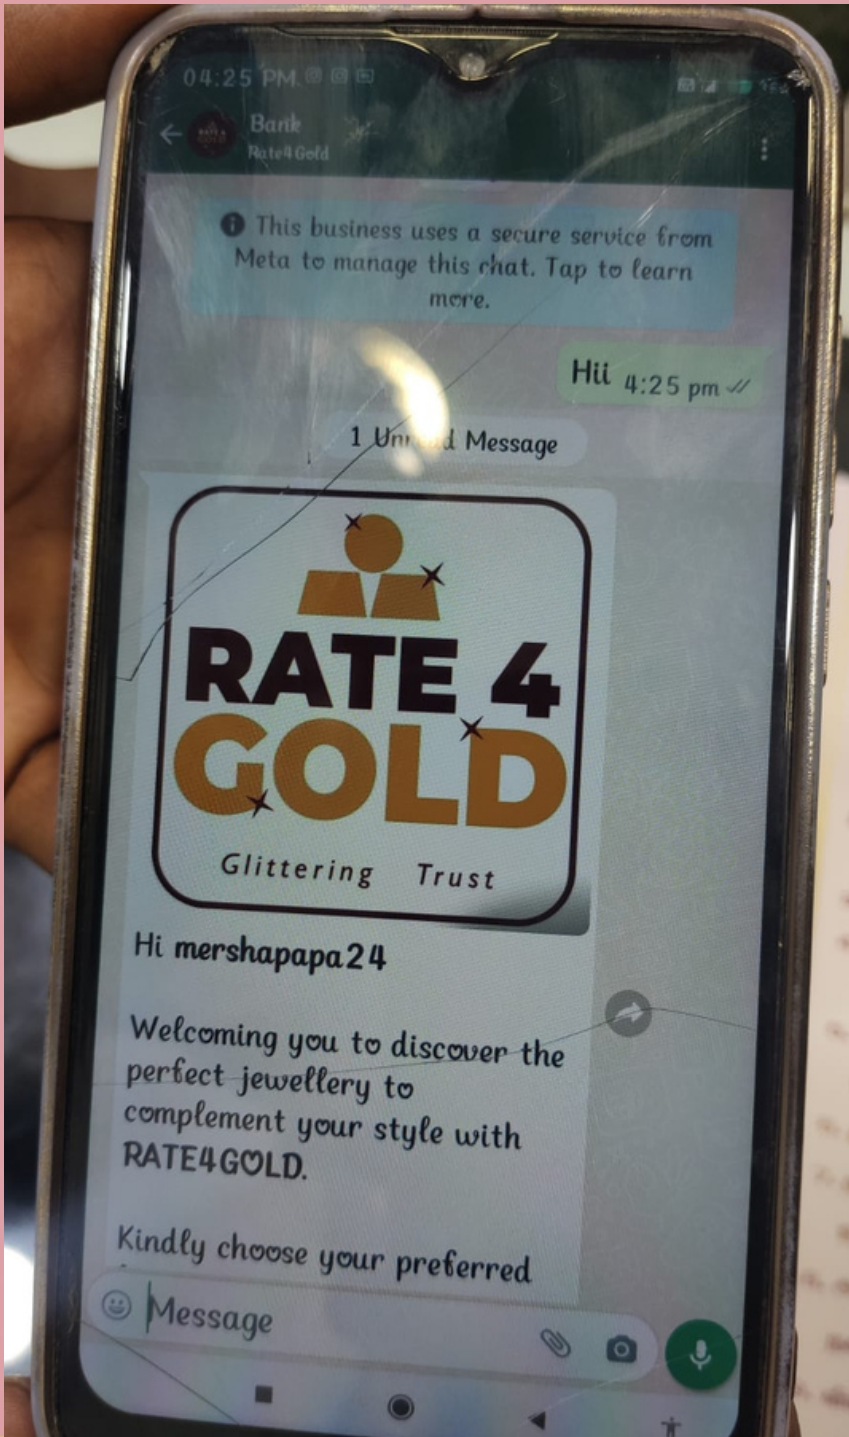 04:25 PM
Bank
Rate4Gold
This business uses a secure service from
Meta to manage this chat. Tap to learn
more.
Hii 4:25 pm
1 Message
RATE 4
GOLD
Glittering Trust
Hi mershapapa24
Welcoming you to discover the
perfect jewellery to
complement your style with
RATE4GOLD.
Kindly choose your preferred
Message